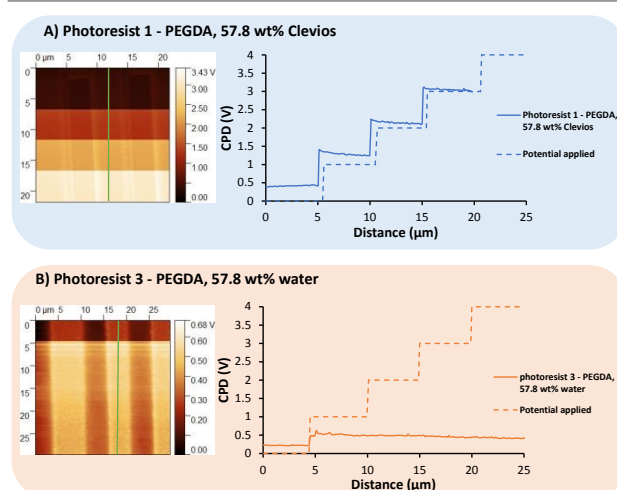 A) Photoresist 1 - PEGDA, 57.8 wt% Clevios
0 µm 5 10 15 20
0
5
10
15
20
3.43 V
3.00
2.50
2.00
1.50
1.00
0.00
CPD (V)
4
3.5
3
2.5
2
1.5
1
0.5
0
0 5 10 15 20 25
Distance (µm)
Photoresist 1 - PEGDA,
57.8 wt% Clevios
Potential applied
B) Photoresist 3 - PEGDA, 57.8 wt% water
0 µm 5 10 15 20 25
0
5
10
15
20
25
0.68 V
0.60
0.50
0.40
0.30
0.20
0.10
0.00
CPD (V)
4
3.5
3
2.5
2
1.5
1
0.5
0
0 5 10 15 20 25
Distance (µm)
photoresist 3 - PEGDA,
57.8 wt% water
Potential applied